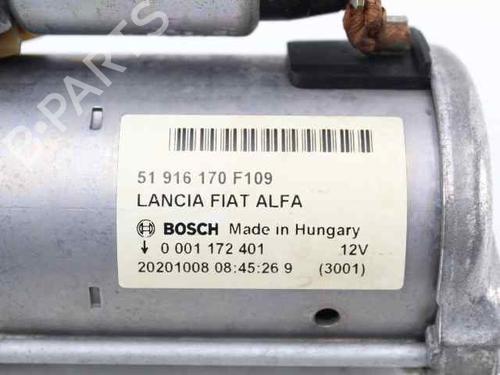 51 916 170 F109
LANCIA FIAT ALFA
BOSCH Made in Hungary
↓ 0 001 172 401 12V
20201008 08:45:26 9 (3001)
B-PARTS